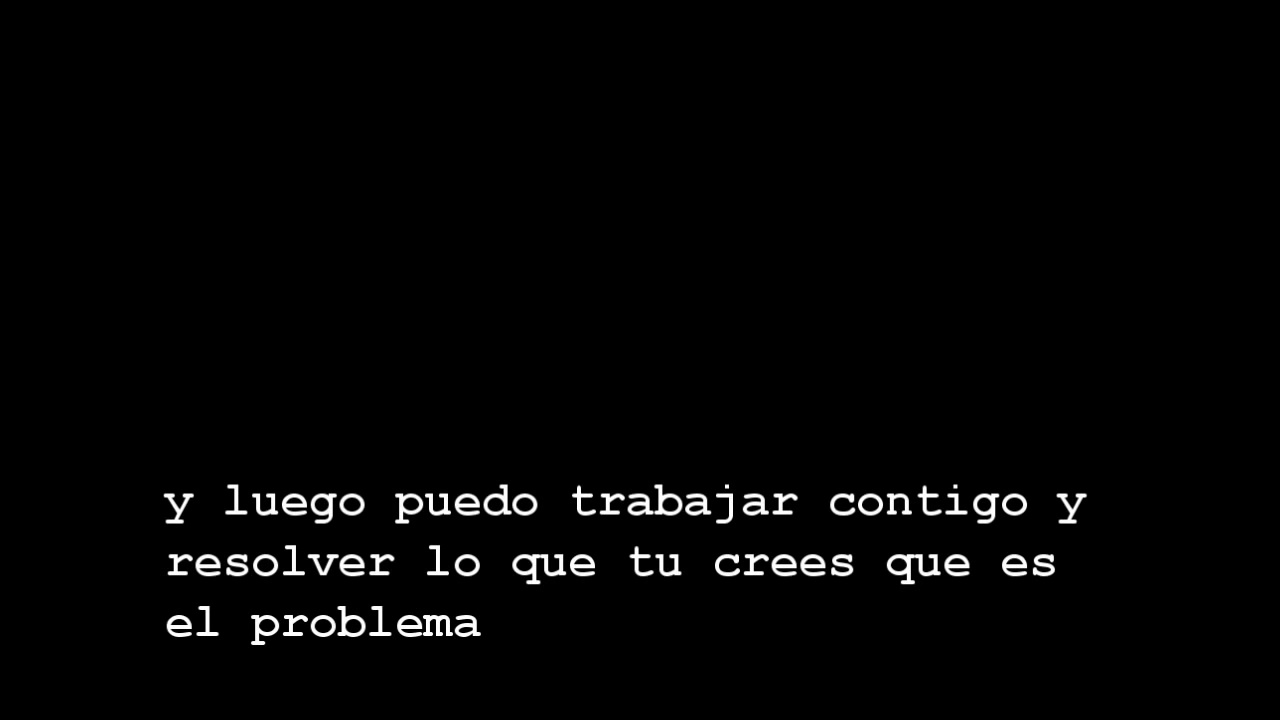 y luego puedo trabajar contigo y
resolver lo que tu crees que es
el problema